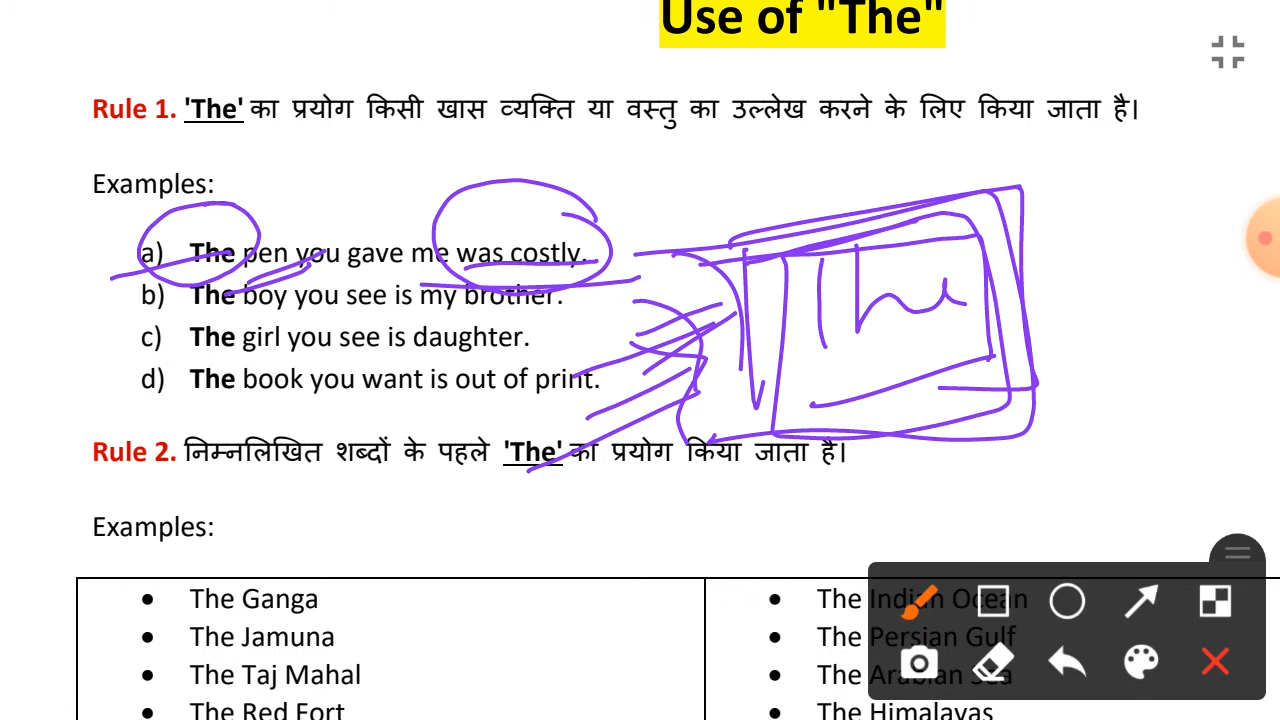 Use of "The"
Rule 1. 'The' का प्रयोग किसी खास व्यक्ति या वस्तु का उल्लेख करने के लिए किया जाता है।
Examples:
a) The pen you gave me was costly.
b) The boy you see is my brother.
c) The girl you see is daughter.
d) The book you want is out of print.
The
Rule 2. निम्नलिखित शब्दों के पहले 'The' का प्रयोग किया जाता है।
Examples:
• The Ganga
• The Jamuna
• The Taj Mahal
• The Red Fort
• The Indian Ocean
• The Persian Gulf
• The Arabian Sea
• The Himalayas